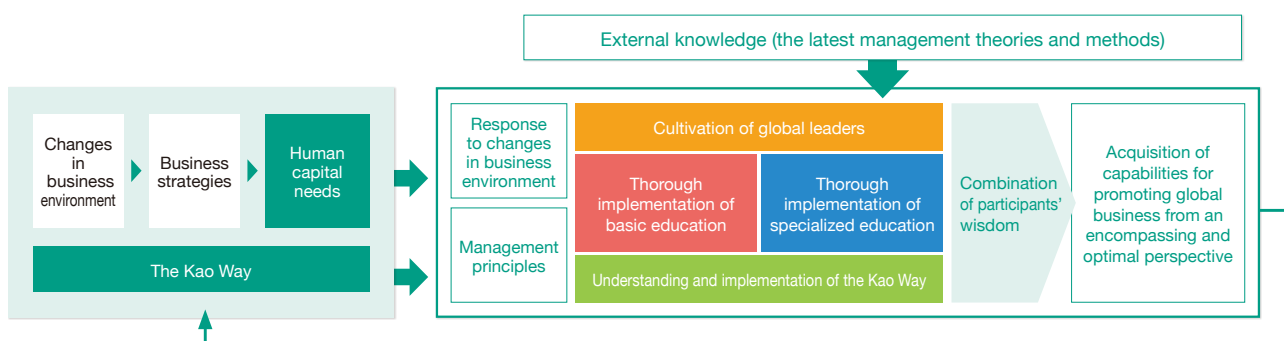 External knowledge (the latest management theories and methods)
Changes
in
business
environment
Business
strategies
Human
capital
needs
The Kao Way
Response
to changes
in business
environment
Management
principles
Cultivation of global leaders
Thorough
implementation of
basic education
Thorough
implementation of
specialized education
Understanding and implementation of the Kao Way
Combination
of participants'
wisdom
Acquisition of
capabilities for
promoting global
business from an
encompassing and
optimal perspective